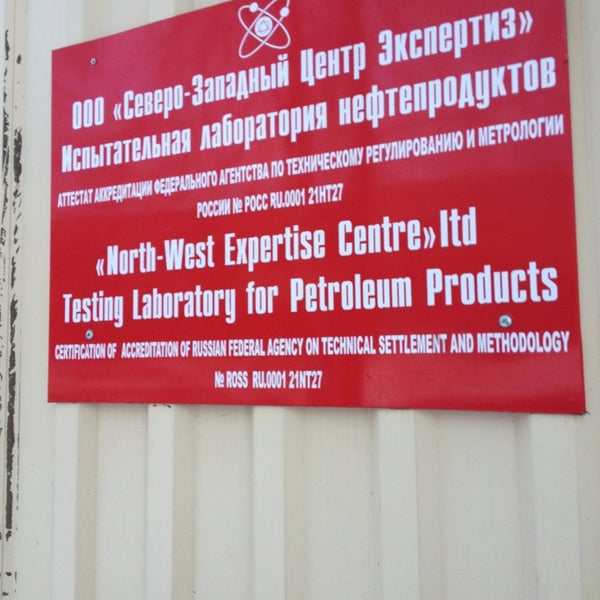 ООО «Северо-Западный Центр Экспертиз»
Испытательная лаборатория нефтепродуктов
АТТЕСТАТ АККРЕДИТАЦИИ ФЕДЕРАЛЬНОГО АГЕНТСТВА ПО ТЕХНИЧЕСКОМУ РЕГУЛИРОВАНИЮ И МЕТРОЛОГИИ
РОССИИ № РОСС RU.0001 21НТ27
«North-West Expertise Centre» ltd
Testing Laboratory for Petroleum Products
CERTIFICATION OF ACCREDITATION OF RUSSIAN FEDERAL AGENCY ON TECHNICAL SETTLEMENT AND METHODOLOGY
№ ROSS RU.0001 21NT27